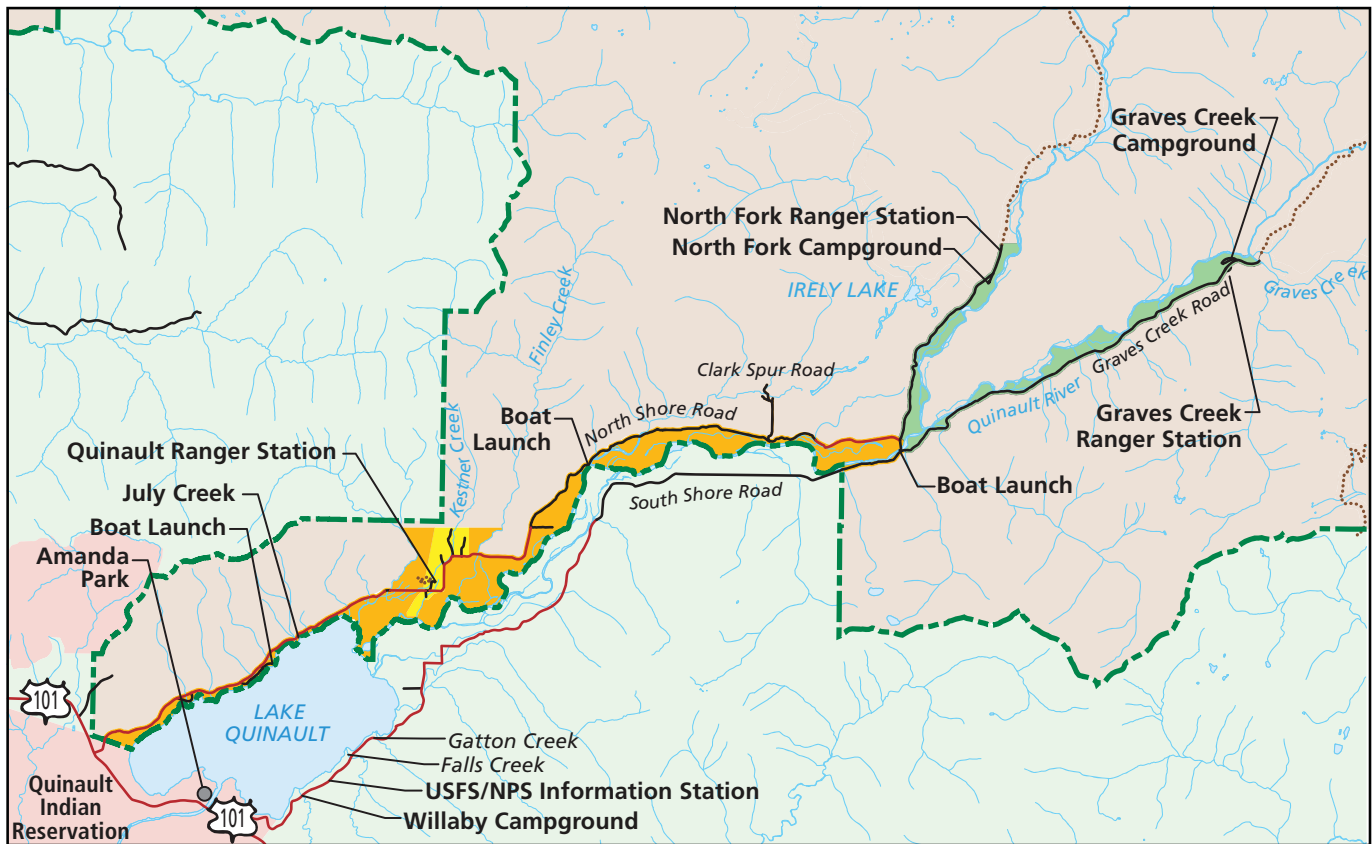 Graves Creek
Campground
North Fork Ranger Station
North Fork Campground
IRELY LAKE
Graves Creek
Finley Creek
Graves Creek Road
Clark Spur Road
Quinault River
Boat
Launch
North Shore Road
Graves Creek
Ranger Station
Kestner Creek
Quinault Ranger Station
July Creek
South Shore Road
Boat Launch
Boat Launch
Amanda
Park
101
LAKE
QUINAULT
Gatton Creek
Falls Creek
Quinault
Indian
Reservation
USFS/NPS Information Station
101
Willaby Campground